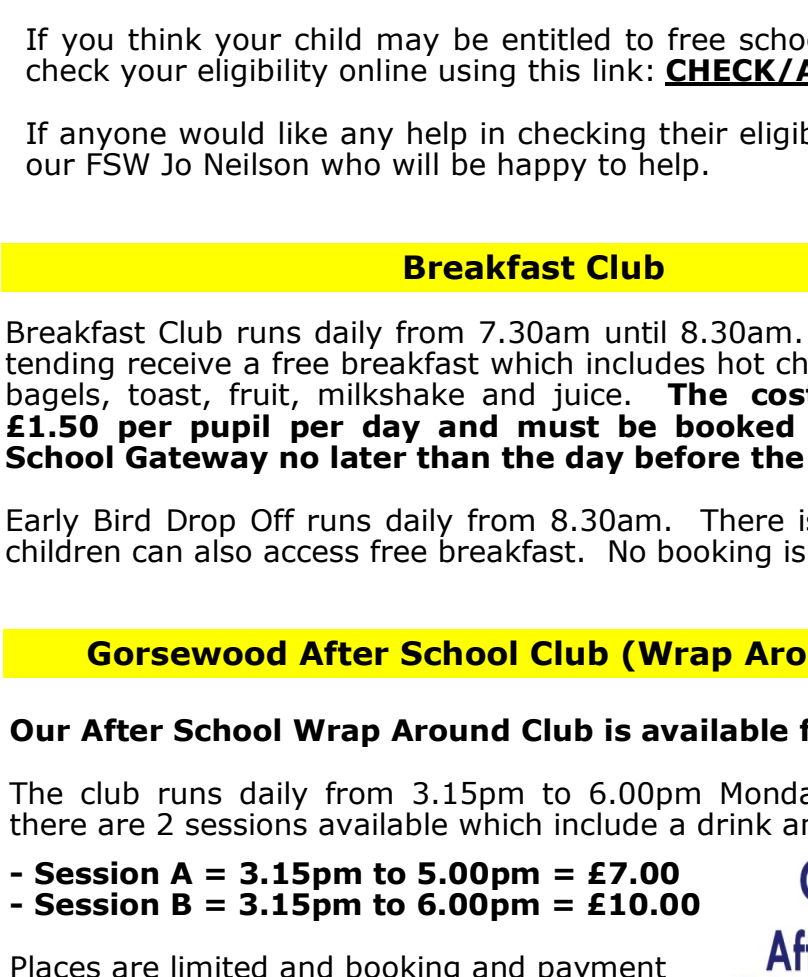 If you think your child may be entitled to free
check your eligibility online using this link: CHECK/
If anyone would like any help in checking their
our FSW Jo Neilson who will be happy to help.
Breakfast Club
Breakfast Club runs daily from 7.30am until 8.30am.
tending receive a free breakfast which includes hot
bagels, toast, fruit, milkshake and juice. The
£1.50 per pupil per day and must be booked
School Gateway no later than the day before the
Early Bird Drop Off runs daily from 8.30am. There
children can also access free breakfast. No booking is
Gorsewood After School Club (Wrap
Our After School Wrap Around Club is available
The club runs daily from 3.15pm to 6.00pm
there are 2 sessions available which include a drink
- Session A = 3.15pm to 5.00pm = £7.00
- Session B = 3.15pm to 6.00pm = £10.00
Places are limited and booking and payment